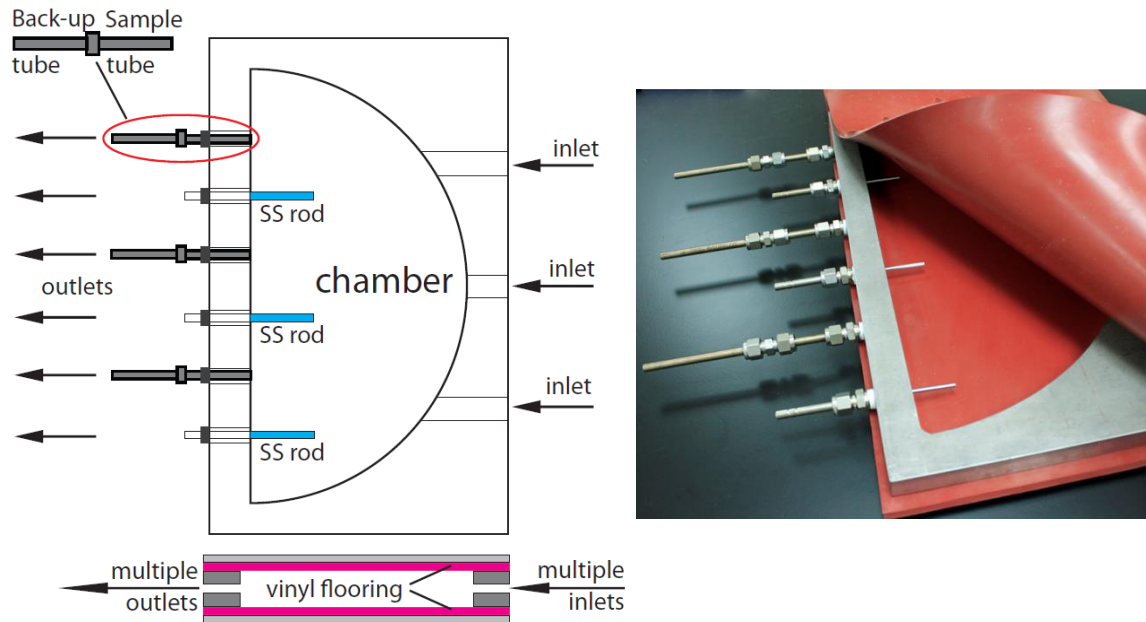 Back-up Sample
tube tube
inlet
SS rod
chamber
inlet
outlets
SS rod
inlet
SS rod
multiple
outlets
vinyl flooring
multiple
inlets